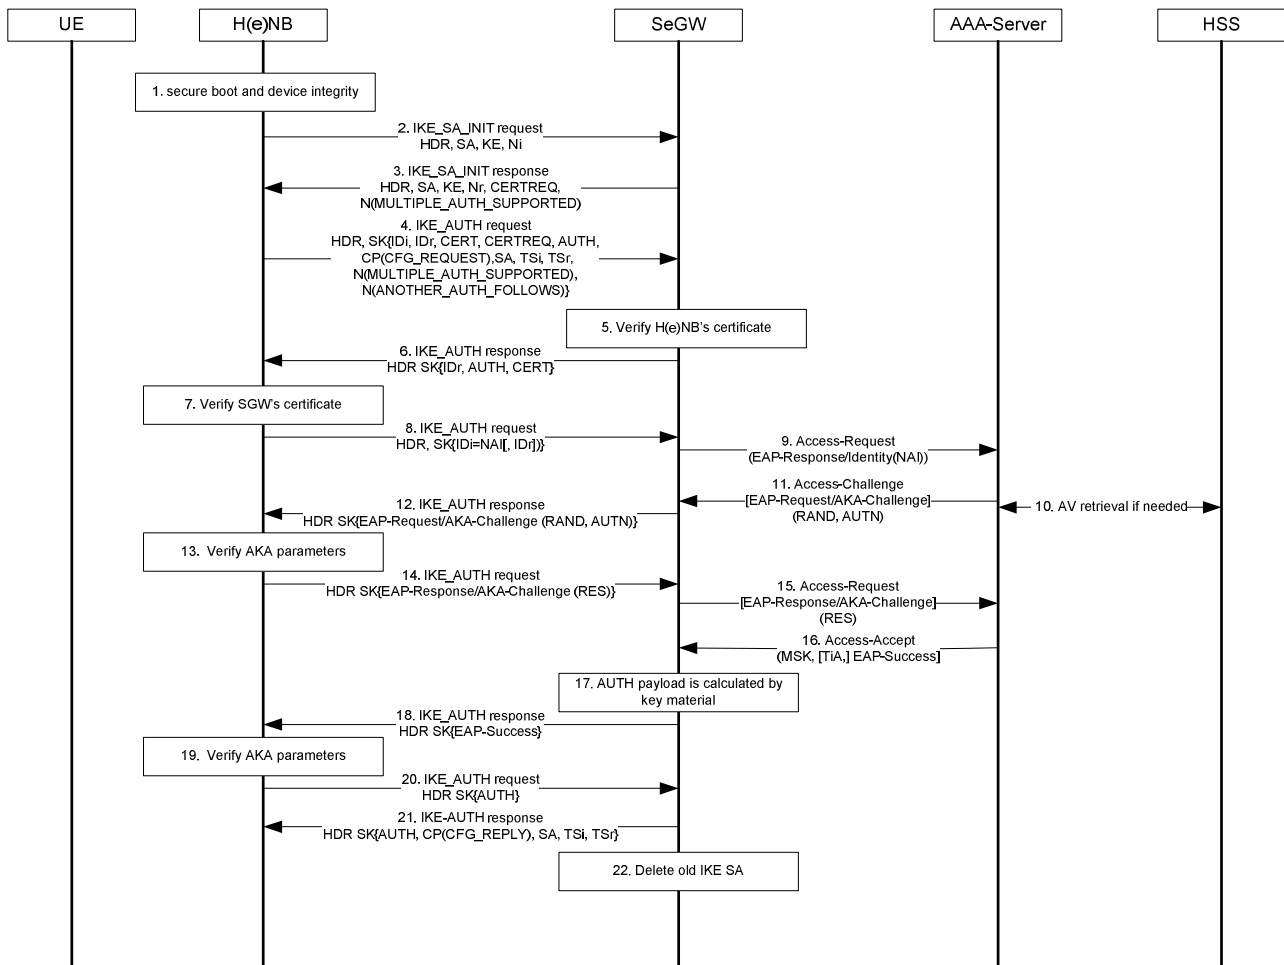 UE
H(e)NB
SeGW
AAA-Server
HSS
1. secure boot and device integrity
2. IKE_SA_INIT request
HDR, SA, KE, Ni
3. IKE_SA_INIT response
HDR, SA, KE, Nr, CERTREQ,
N(MULTIPLE_AUTH_SUPPORTED)
4. IKE_AUTH request
HDR, SK{IDi, IDr, CERT, CERTREQ, AUTH,
CP(CFG_REQUEST),SA, TSi, TSr,
N(MULTIPLE_AUTH_SUPPORTED),
N(ANOTHER_AUTH_FOLLOWS)}
5. Verify H(e)NB's certificate
6. IKE_AUTH response
HDR SK{IDr, AUTH, CERT}
7. Verify SGW's certificate
8. IKE_AUTH request
HDR, SK{IDi=NAI[, IDr])}
9. Access-Request
(EAP-Response/Identity(NAI))
10. AV retrieval if needed
11. Access-Challenge
[EAP-Request/AKA-Challenge]
(RAND, AUTN)
12. IKE_AUTH response
HDR SK{EAP-Request/AKA-Challenge (RAND, AUTN)}
13. Verify AKA parameters
14. IKE_AUTH request
HDR SK{EAP-Response/AKA-Challenge (RES)}
15. Access-Request
[EAP-Response/AKA-Challenge]
(RES)
16. Access-Accept
(MSK, [TiA,] EAP-Success]
17. AUTH payload is calculated by
key material
18. IKE_AUTH response
HDR SK{EAP-Success}
19. Verify AKA parameters
20. IKE_AUTH request
HDR SK{AUTH}
21. IKE-AUTH response
HDR SK{AUTH, CP(CFG_REPLY), SA, TSi, TSr}
22. Delete old IKE SA